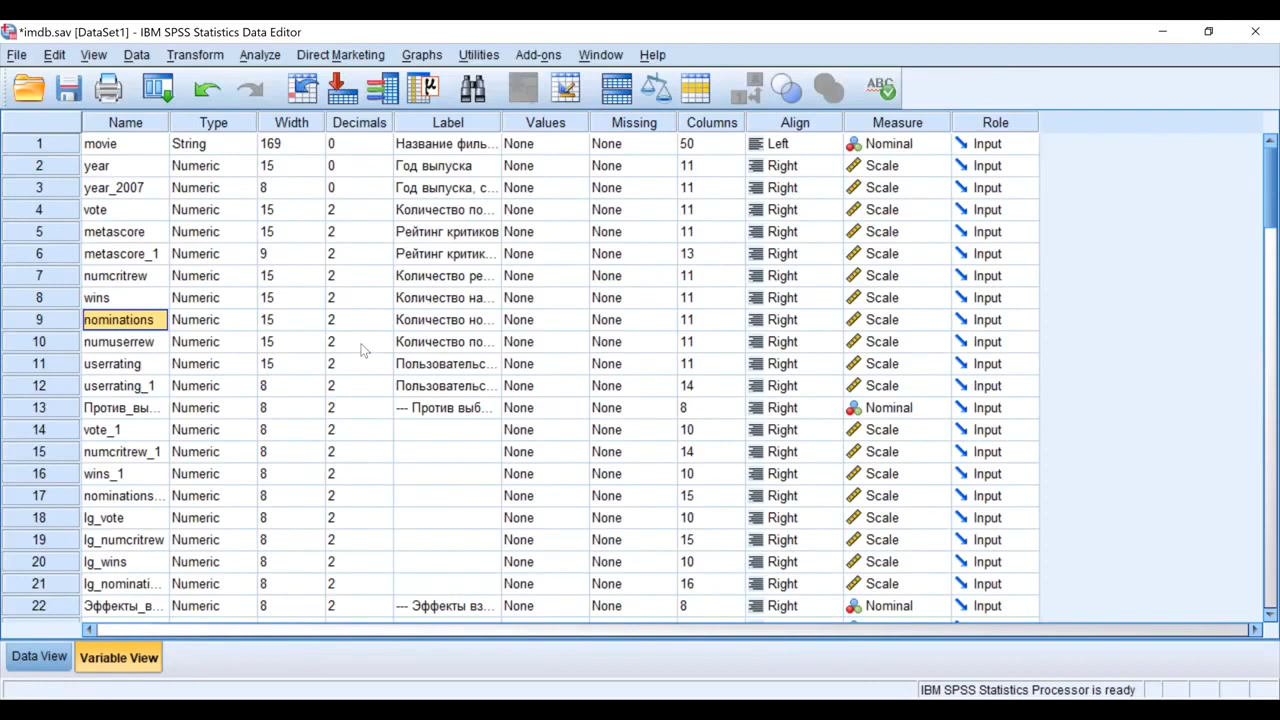 *imdb.sav [DataSet1] - IBM SPSS Statistics Data Editor
File Edit View Data Transform Analyze Direct Marketing Graphs Utilities Add-ons Window Help
ABC
Name Type Width Decimals Label Values Missing Columns Align Measure Role
1 movie String 169 0 Название филь... None None 50 Left Nominal Input
2 year Numeric 15 0 Год выпуска None None 11 Right Scale Input
3 year_2007 Numeric 8 0 Год выпуска, с... None None 11 Right Scale Input
4 vote Numeric 15 2 Количество по... None None 11 Right Scale Input
5 metascore Numeric 15 2 Рейтинг критиков None None 11 Right Scale Input
6 metascore_1 Numeric 9 2 Рейтинг критик... None None 13 Right Scale Input
7 numcritrew Numeric 15 2 Количество ре... None None 11 Right Scale Input
8 wins Numeric 15 2 Количество на... None None 11 Right Scale Input
9 nominations Numeric 15 2 Количество но... None None 11 Right Scale Input
10 numuserrew Numeric 15 2 Количество по... None None 11 Right Scale Input
11 userrating Numeric 15 2 Пользовательс... None None 11 Right Scale Input
12 userrating_1 Numeric 8 2 Пользовательс... None None 14 Right Scale Input
13 Против_вы... Numeric 8 2 --- Против выб... None None 8 Right Nominal Input
14 vote_1 Numeric 8 2 None None 10 Right Scale Input
15 numcritrew_1 Numeric 8 2 None None 14 Right Scale Input
16 wins_1 Numeric 8 2 None None 10 Right Scale Input
17 nominations... Numeric 8 2 None None 15 Right Scale Input
18 lg_vote Numeric 8 2 None None 10 Right Scale Input
19 lg_numcritrew Numeric 8 2 None None 15 Right Scale Input
20 lg_wins Numeric 8 2 None None 10 Right Scale Input
21 lg_nominati... Numeric 8 2 None None 16 Right Scale Input
22 Эффекты_в... Numeric 8 2 --- Эффекты вз... None None 8 Right Nominal Input
Data View Variable View
IBM SPSS Statistics Processor is ready